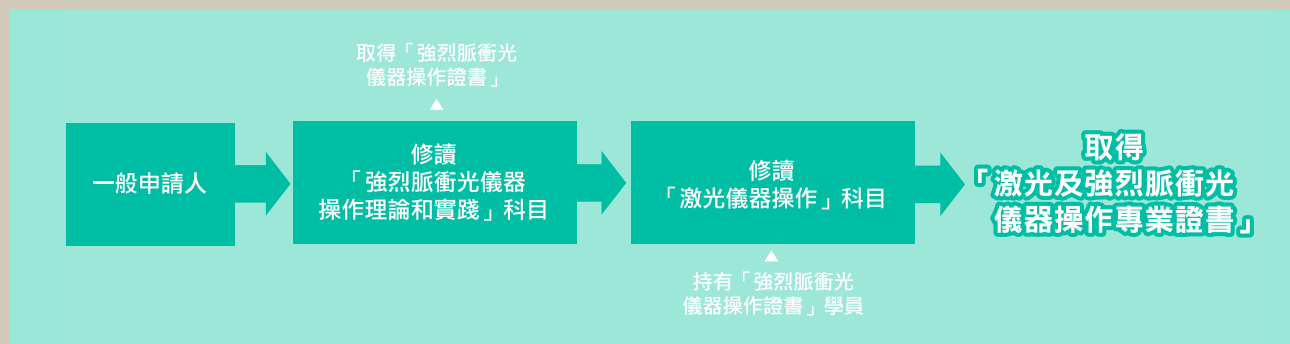 取得「強烈脈衝光
儀器操作證書」
一般申請人
修讀
「強烈脈衝光儀器
操作理論和實踐」科目
修讀
「激光儀器操作」科目
持有「強烈脈衝光
儀器操作證書」學員
取得
「激光及強烈脈衝光
儀器操作專業證書」